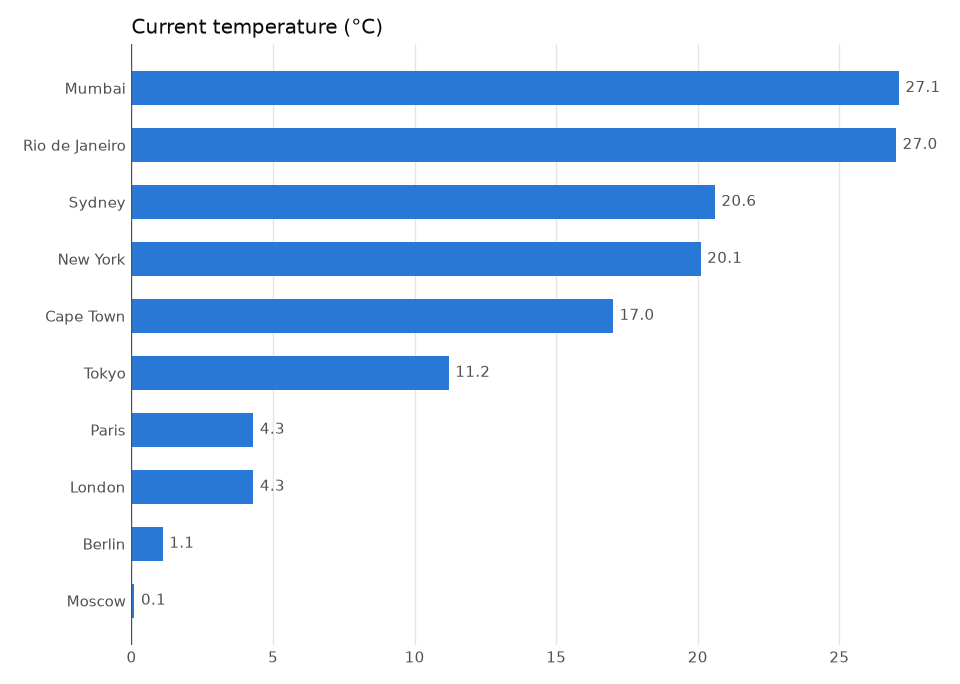 Current temperature (°C)
Mumbai 27.1
Rio de Janeiro 27.0
Sydney 20.6
New York 20.1
Cape Town 17.0
Tokyo 11.2
Paris 4.3
London 4.3
Berlin 1.1
Moscow 0.1
0 5 10 15 20 25